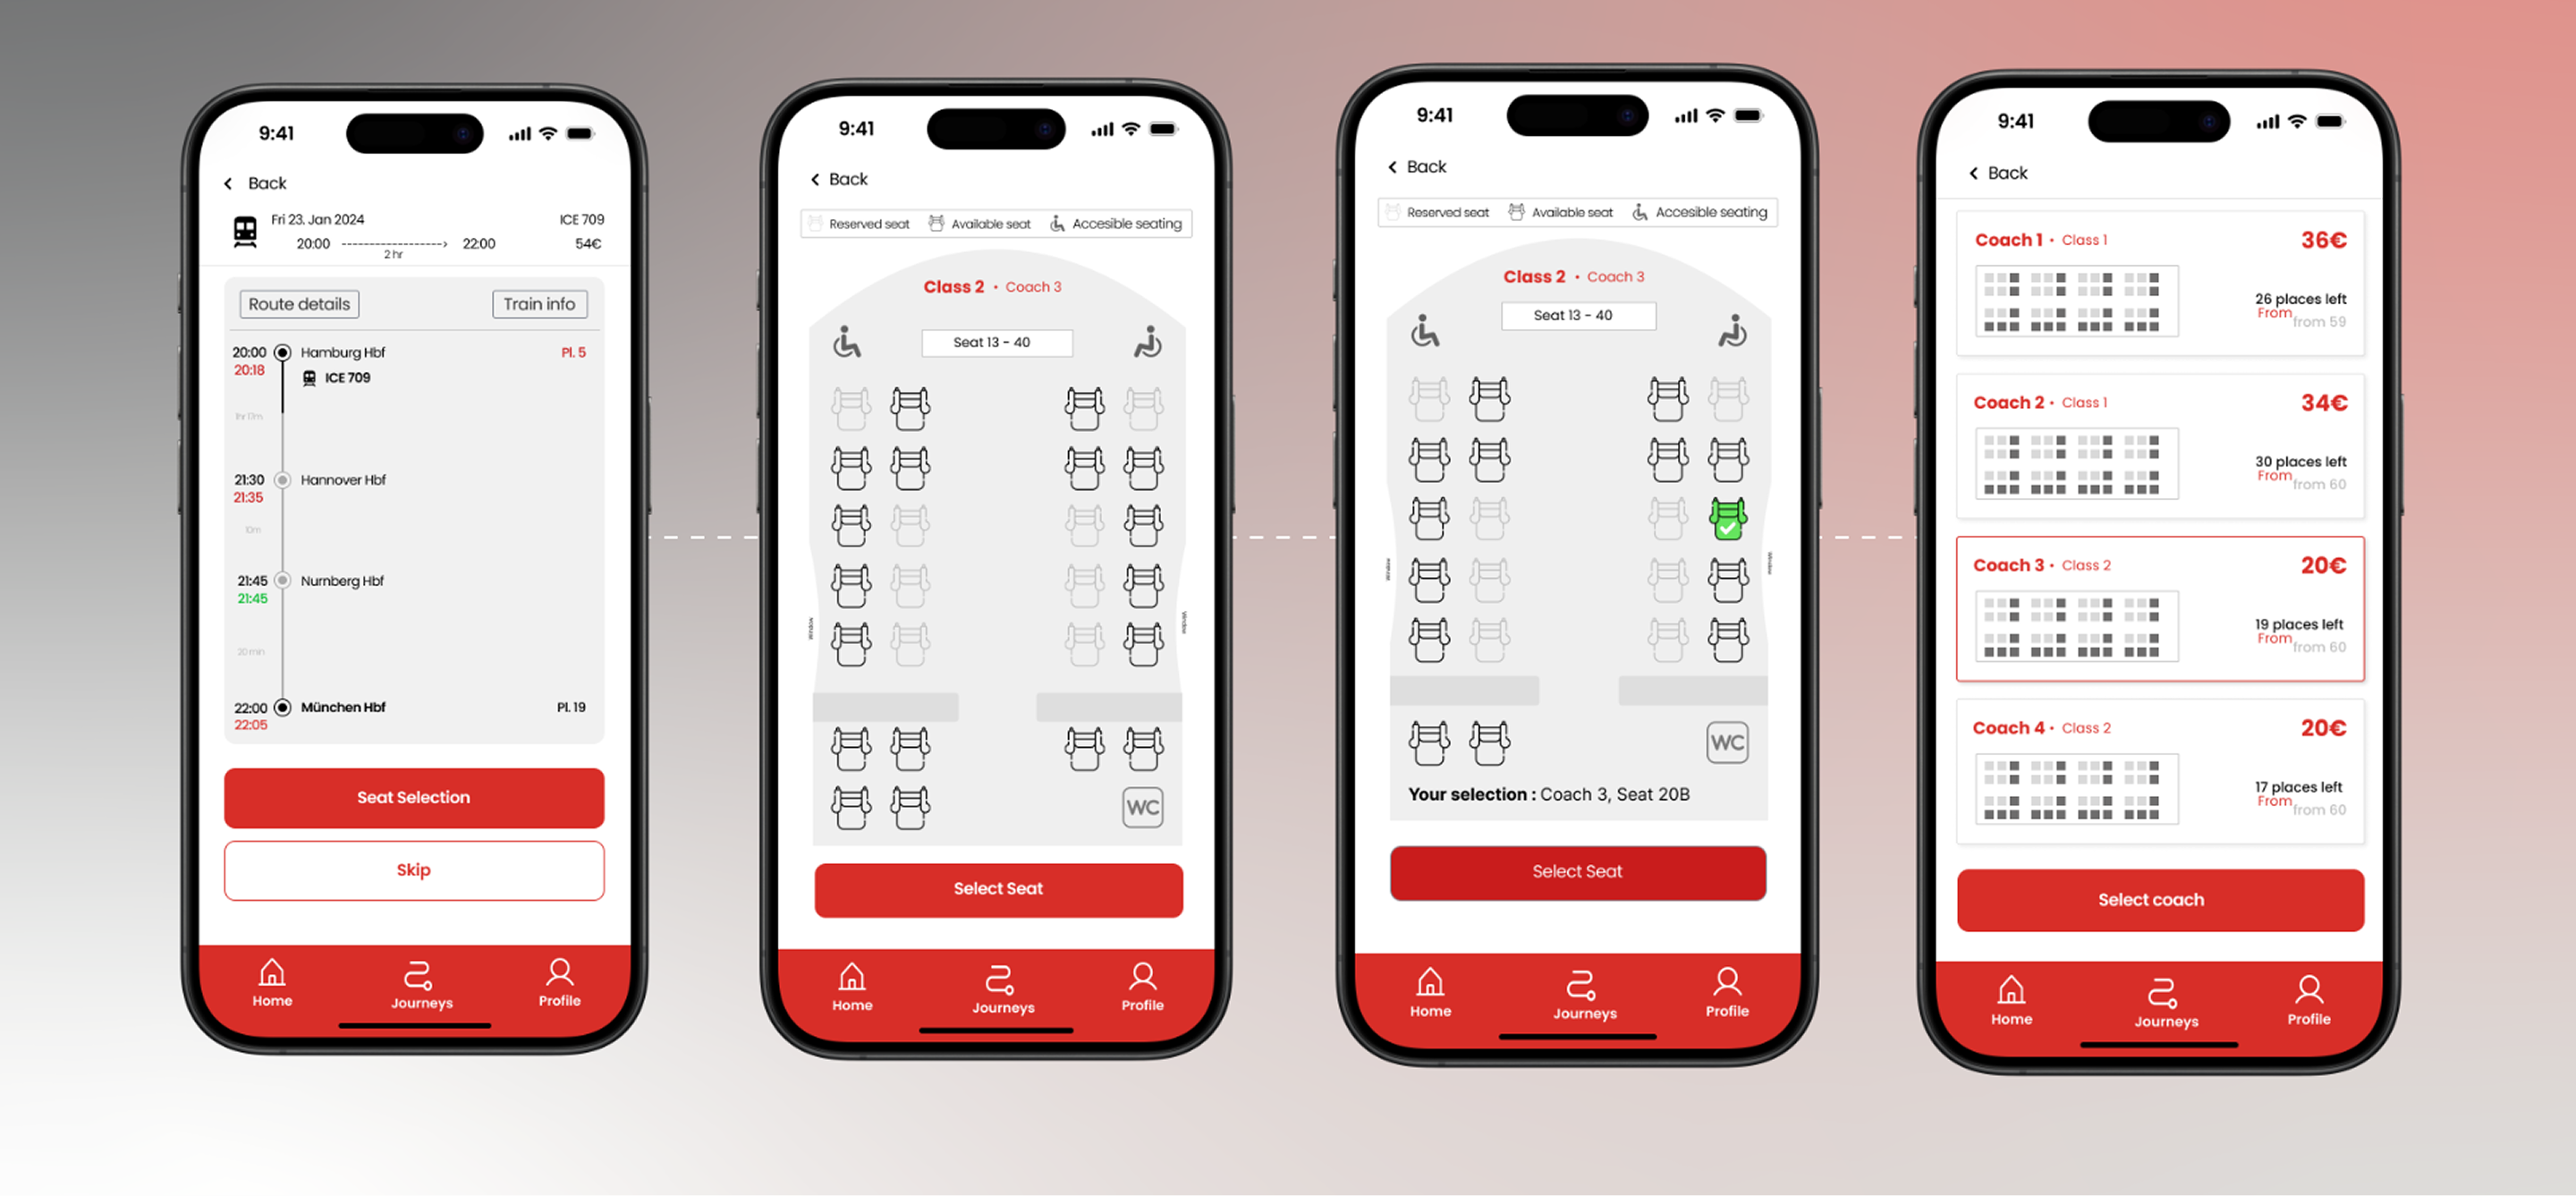 9:41
Back
Fri 23. Jan 2024 ICE 709
20:00 22:00 54€
2 hr
Route details Train info
20:00 Hamburg Hbf Pl. 5
20:18
ICE 709
1hr 17m
21:30 Hannover Hbf
21:35
10m
21:45 Nurnberg Hbf
21:45
20 min
22:00 München Hbf Pl. 19
22:05
Seat Selection
Skip
Home Journeys Profile
9:41
Back
Reserved seat Available seat Accesible seating
Class 2 • Coach 3
Seat 13 - 40
Window Window
WC
Select Seat
Home Journeys Profile
9:41
Back
Reserved seat Available seat Accesible seating
Class 2 • Coach 3
Seat 13 - 40
Window Window
WC
Your selection : Coach 3, Seat 20B
Select Seat
Home Journeys Profile
9:41
Back
Coach 1 • Class 1 36€
26 places left
From from 59
Coach 2 • Class 1 34€
30 places left
From from 60
Coach 3 • Class 2 20€
19 places left
From from 60
Coach 4 • Class 2 20€
17 places left
From from 60
Select coach
Home Journeys Profile